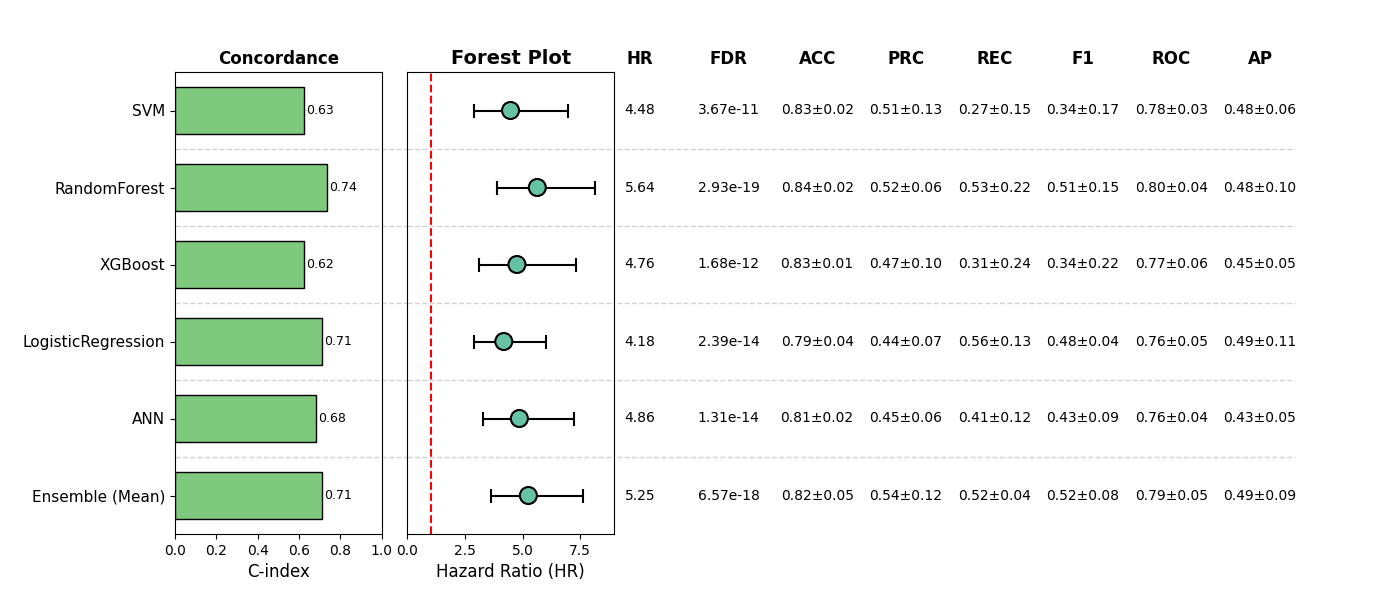 Concordance Forest Plot HR FDR ACC PRC REC F1 ROC AP
SVM 0.63 4.48 3.67e-11 0.83±0.02 0.51±0.13 0.27±0.15 0.34±0.17 0.78±0.03 0.48±0.06
RandomForest 0.74 5.64 2.93e-19 0.84±0.02 0.52±0.06 0.53±0.22 0.51±0.15 0.80±0.04 0.48±0.10
XGBoost 0.62 4.76 1.68e-12 0.83±0.01 0.47±0.10 0.31±0.24 0.34±0.22 0.77±0.06 0.45±0.05
LogisticRegression 0.71 4.18 2.39e-14 0.79±0.04 0.44±0.07 0.56±0.13 0.48±0.04 0.76±0.05 0.49±0.11
ANN 0.68 4.86 1.31e-14 0.81±0.02 0.45±0.06 0.41±0.12 0.43±0.09 0.76±0.04 0.43±0.05
Ensemble (Mean) 0.71 5.25 6.57e-18 0.82±0.05 0.54±0.12 0.52±0.04 0.52±0.08 0.79±0.05 0.49±0.09
0.0 0.2 0.4 0.6 0.8 1.0 0.0 2.5 5.0 7.5
C-index Hazard Ratio (HR)